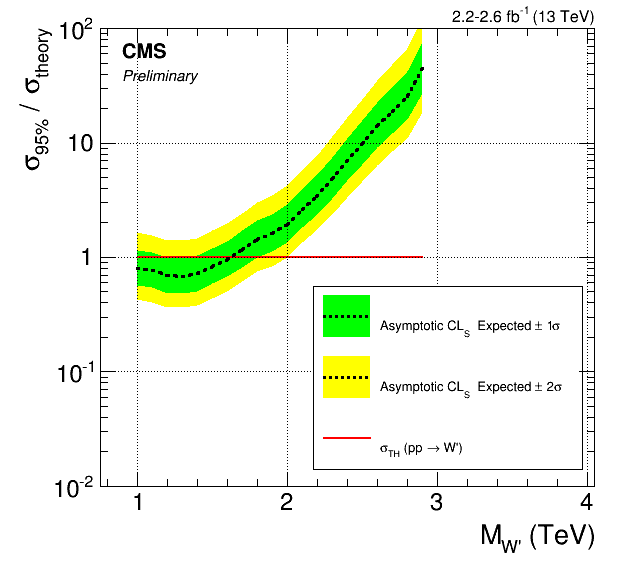 2.2-2.6 fb⁻¹ (13 TeV)
CMS
Preliminary
σ95% / σtheory
10²
10
1
10⁻¹
10⁻²
Asymptotic CLS Expected ± 1σ
Asymptotic CLS Expected ± 2σ
σTH (pp → W')
1 2 3 4
MW' (TeV)